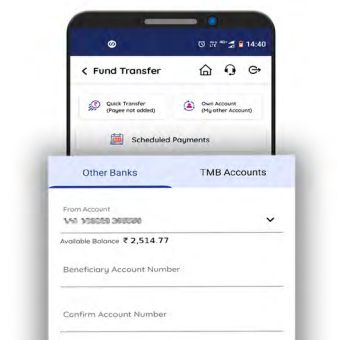 14:40
Fund Transfer
Quick Transfer
(Payee not added)
Own Account
(My other Account)
Scheduled Payments
Other Banks
TMB Accounts
From Account
Available Balance ₹ 2,514.77
Beneficiary Account Number
Confirm Account Number